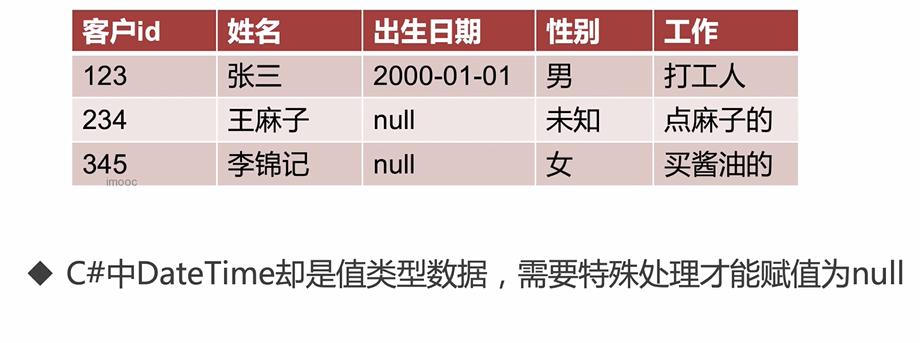 客户id 姓名 出生日期 性别 工作
123 张三 2000-01-01 男 打工人
234 王麻子 null 未知 点麻子的
345 李锦记 null 女 买酱油的
imooc
◆ C#中DateTime却是值类型数据，需要特殊处理才能赋值为null